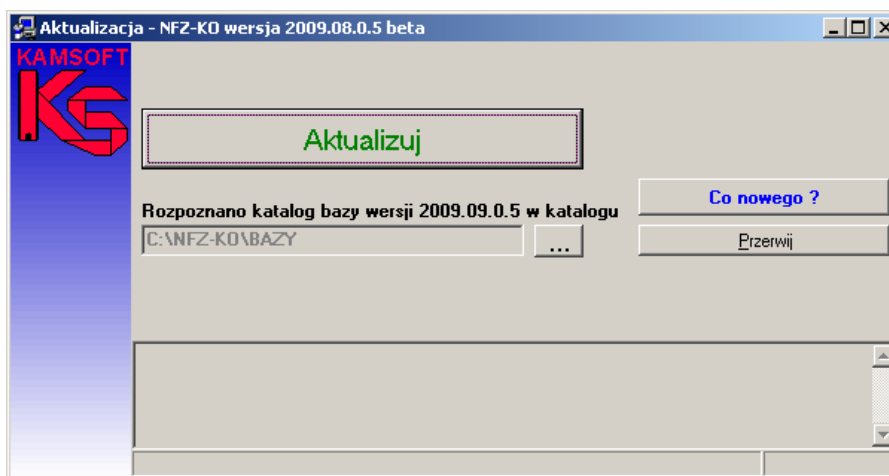 Aktualizacja - NFZ-KO wersja 2009.08.0.5 beta
KAMSOFT
KS
Aktualizuj
Co nowego ?
Rozpoznano katalog bazy wersji 2009.09.0.5 w katalogu
C:\NFZ-KO\BAZY
...
Przerwij